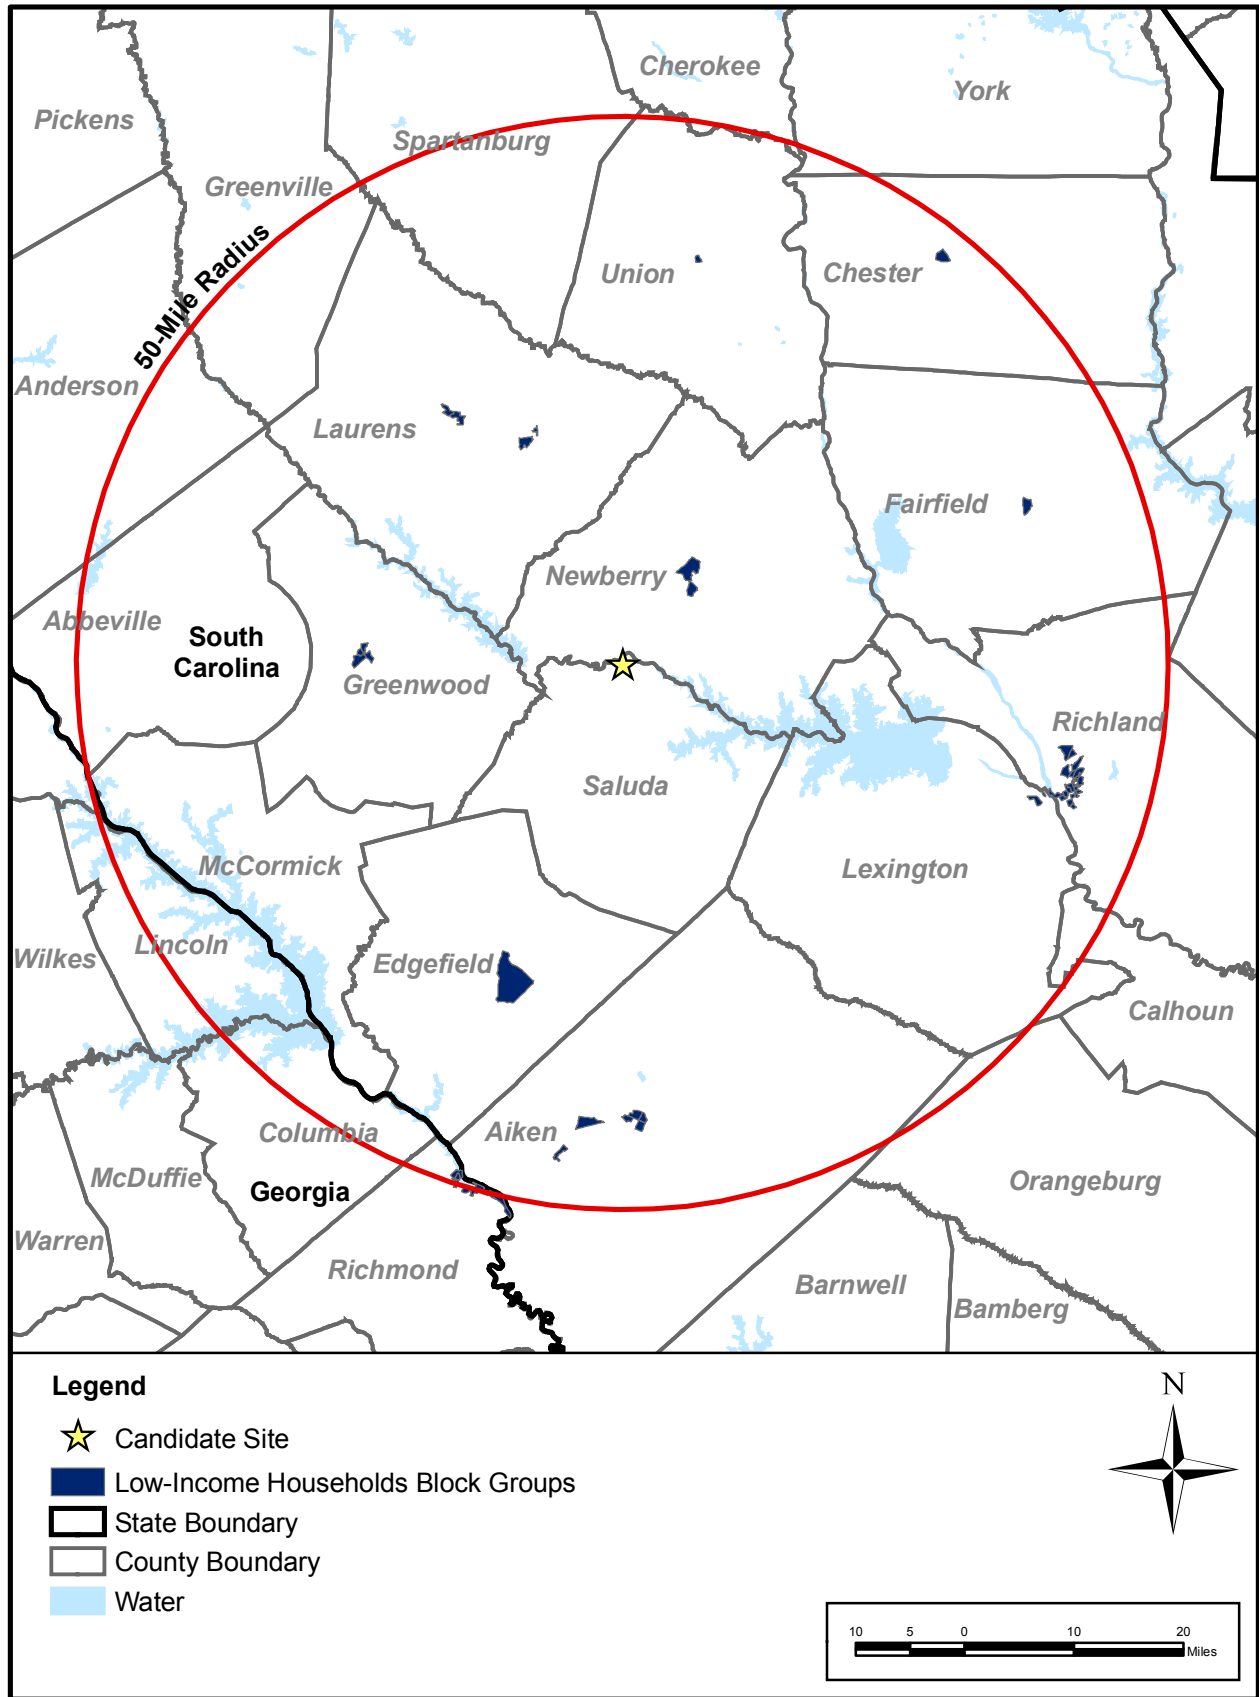 Cherokee
York
Pickens
Spartanburg
Greenville
50-Mile Radius
Union
Chester
Anderson
Laurens
Fairfield
Newberry
Abbeville
South
Carolina
Greenwood
Richland
Saluda
McCormick
Lexington
Lincoln
Wilkes
Edgefield
Calhoun
Columbia
Aiken
McDuffie
Georgia
Orangeburg
Warren
Richmond
Barnwell
Bamberg
Legend
N
Candidate Site
Low-Income Households Block Groups
State Boundary
County Boundary
Water
10 5 0 10 20
Miles